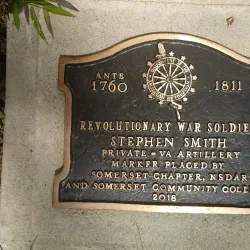 ANTE 1811
1760
REVOLUTIONARY WAR SOLDIE
STEPHEN SMITH
PRIVATE - VA ARTILLERY
MARKER PLACED BY
SOMERSET CHAPTER, NSDAR
AND SOMERSET COMMUNITY COLL
2018